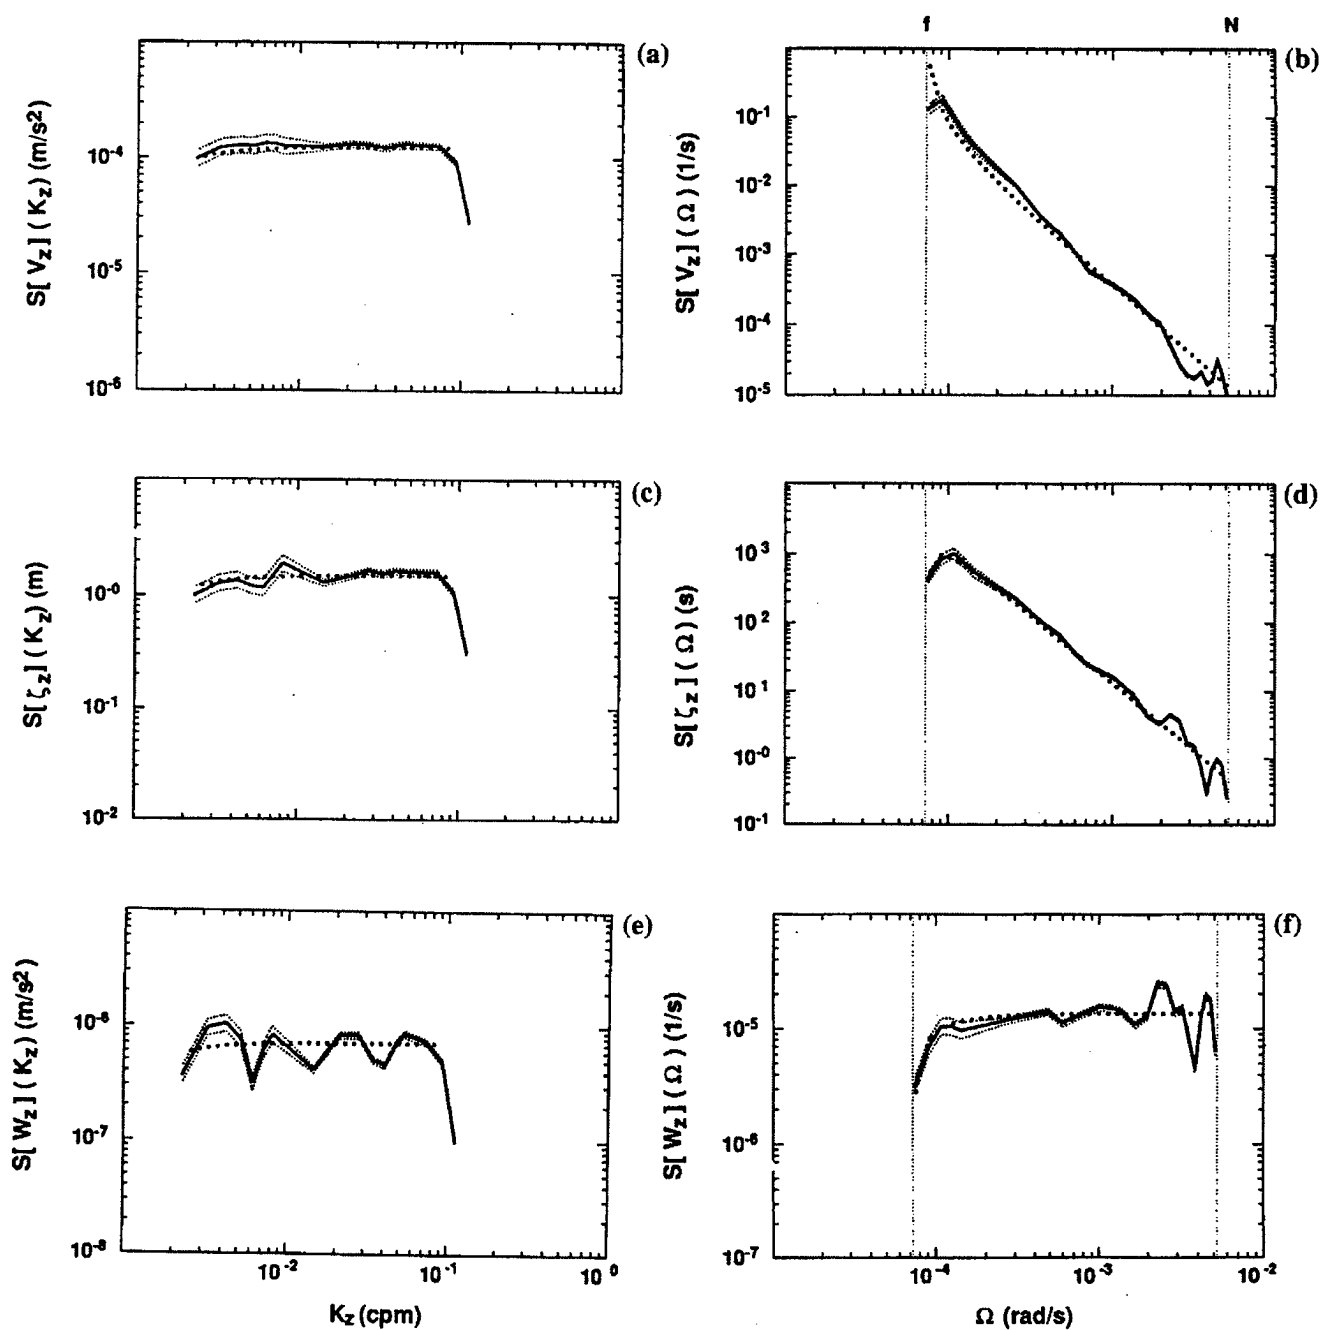 f N
(a)
(b)
S[ V_z ] ( K_z ) (m/s²)
10⁻⁴
10⁻⁵
10⁻⁶
S[ V_z ] ( Ω ) (1/s)
10⁻¹
10⁻²
10⁻³
10⁻⁴
10⁻⁵
(c)
(d)
S[ ζ_z ] ( K_z ) (m)
10⁻⁰
10⁻¹
10⁻²
S[ ζ_z ] ( Ω ) (s)
10³
10²
10¹
10⁻⁰
10⁻¹
(e)
(f)
S[ W_z ] ( K_z ) (m/s²)
10⁻⁶
10⁻⁷
10⁻⁸
10⁻² 10⁻¹ 10⁰
K_z (cpm)
S[ W_z ] ( Ω ) (1/s)
10⁻⁵
10⁻⁶
10⁻⁷
10⁻⁴ 10⁻³ 10⁻²
Ω (rad/s)